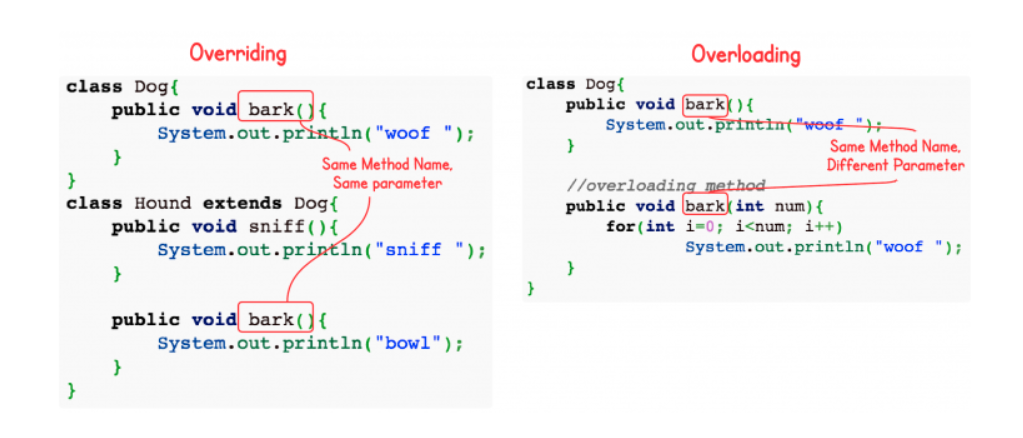 Overriding
class Dog{
public void bark(){
System.out.println("woof ");
}
}
class Hound extends Dog{
public void sniff(){
System.out.println("sniff ");
}
public void bark(){
System.out.println("bowl");
}
}
Same Method Name,
Same parameter
Overloading
class Dog{
public void bark(){
System.out.println("woof ");
}
//overloading method
public void bark(int num){
for(int i=0; i<num; i++)
System.out.println("woof ");
}
}
Same Method Name,
Different Parameter